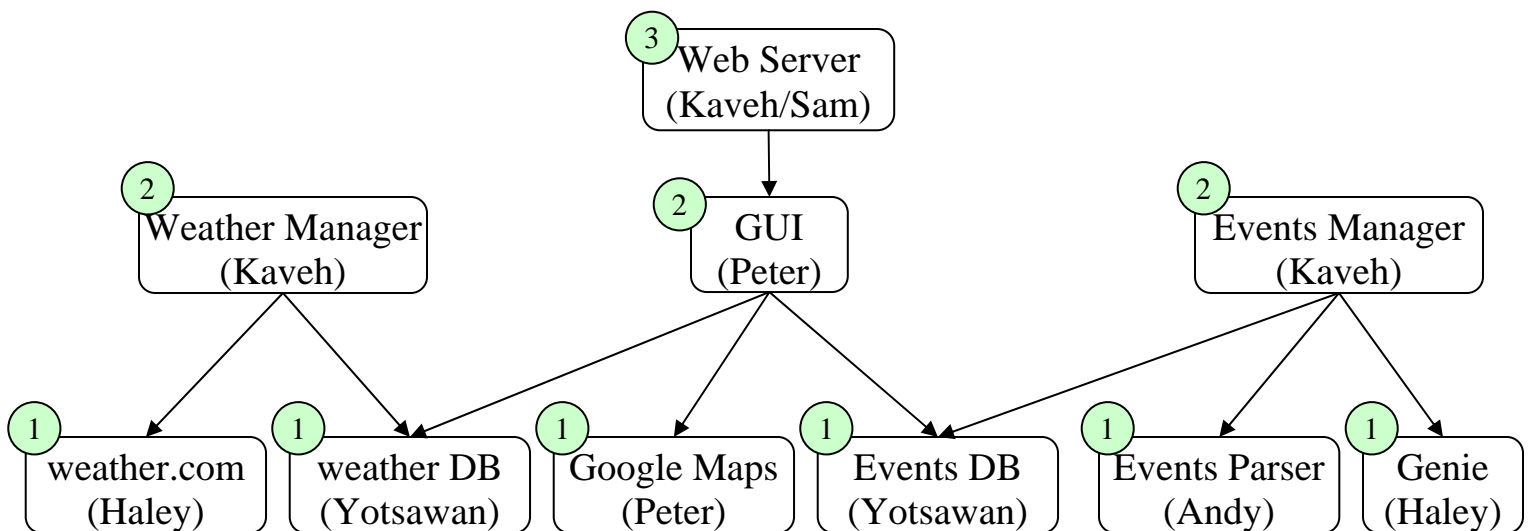 3
Web Server
(Kaveh/Sam)
2
Weather Manager
(Kaveh)
2
GUI
(Peter)
2
Events Manager
(Kaveh)
1
weather.com
(Haley)
1
weather DB
(Yotsawan)
1
Google Maps
(Peter)
1
Events DB
(Yotsawan)
1
Events Parser
(Andy)
1
Genie
(Haley)